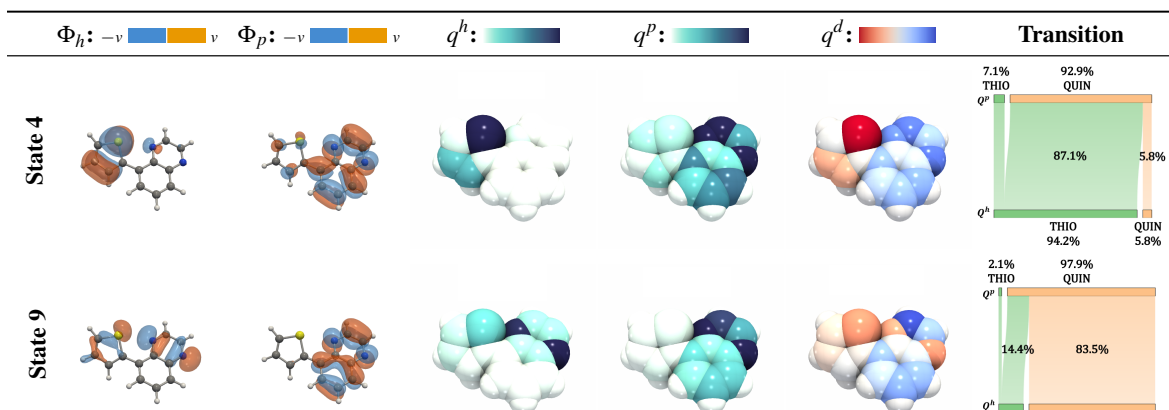 Φh: −v v Φp: −v v q^h: q^p: q^d: Transition
State 4
7.1% 92.9%
THIO QUIN
Q^p
87.1% 5.8%
Q^h
THIO QUIN
94.2% 5.8%
State 9
2.1% 97.9%
THIO QUIN
Q^p
14.4% 83.5%
Q^h